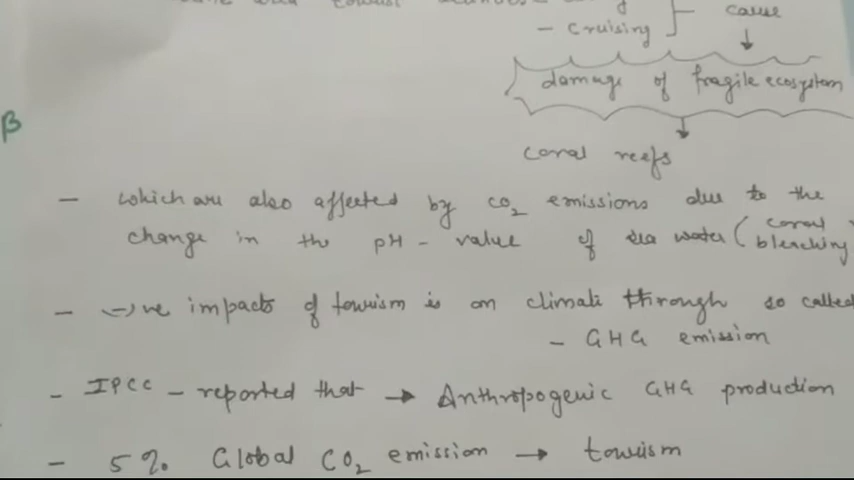 cause
- cruising
damage of fragile ecosystem
coral reefs
β
- which are also affected by CO2 emissions due to the
change in the pH - value of sea water ( coral
bleaching
- (-)ve impacts of tourism is on climate through so called
- GHG emission
- IPCC - reported that → Anthropogenic GHG production
- 5 % Global CO2 emission → tourism